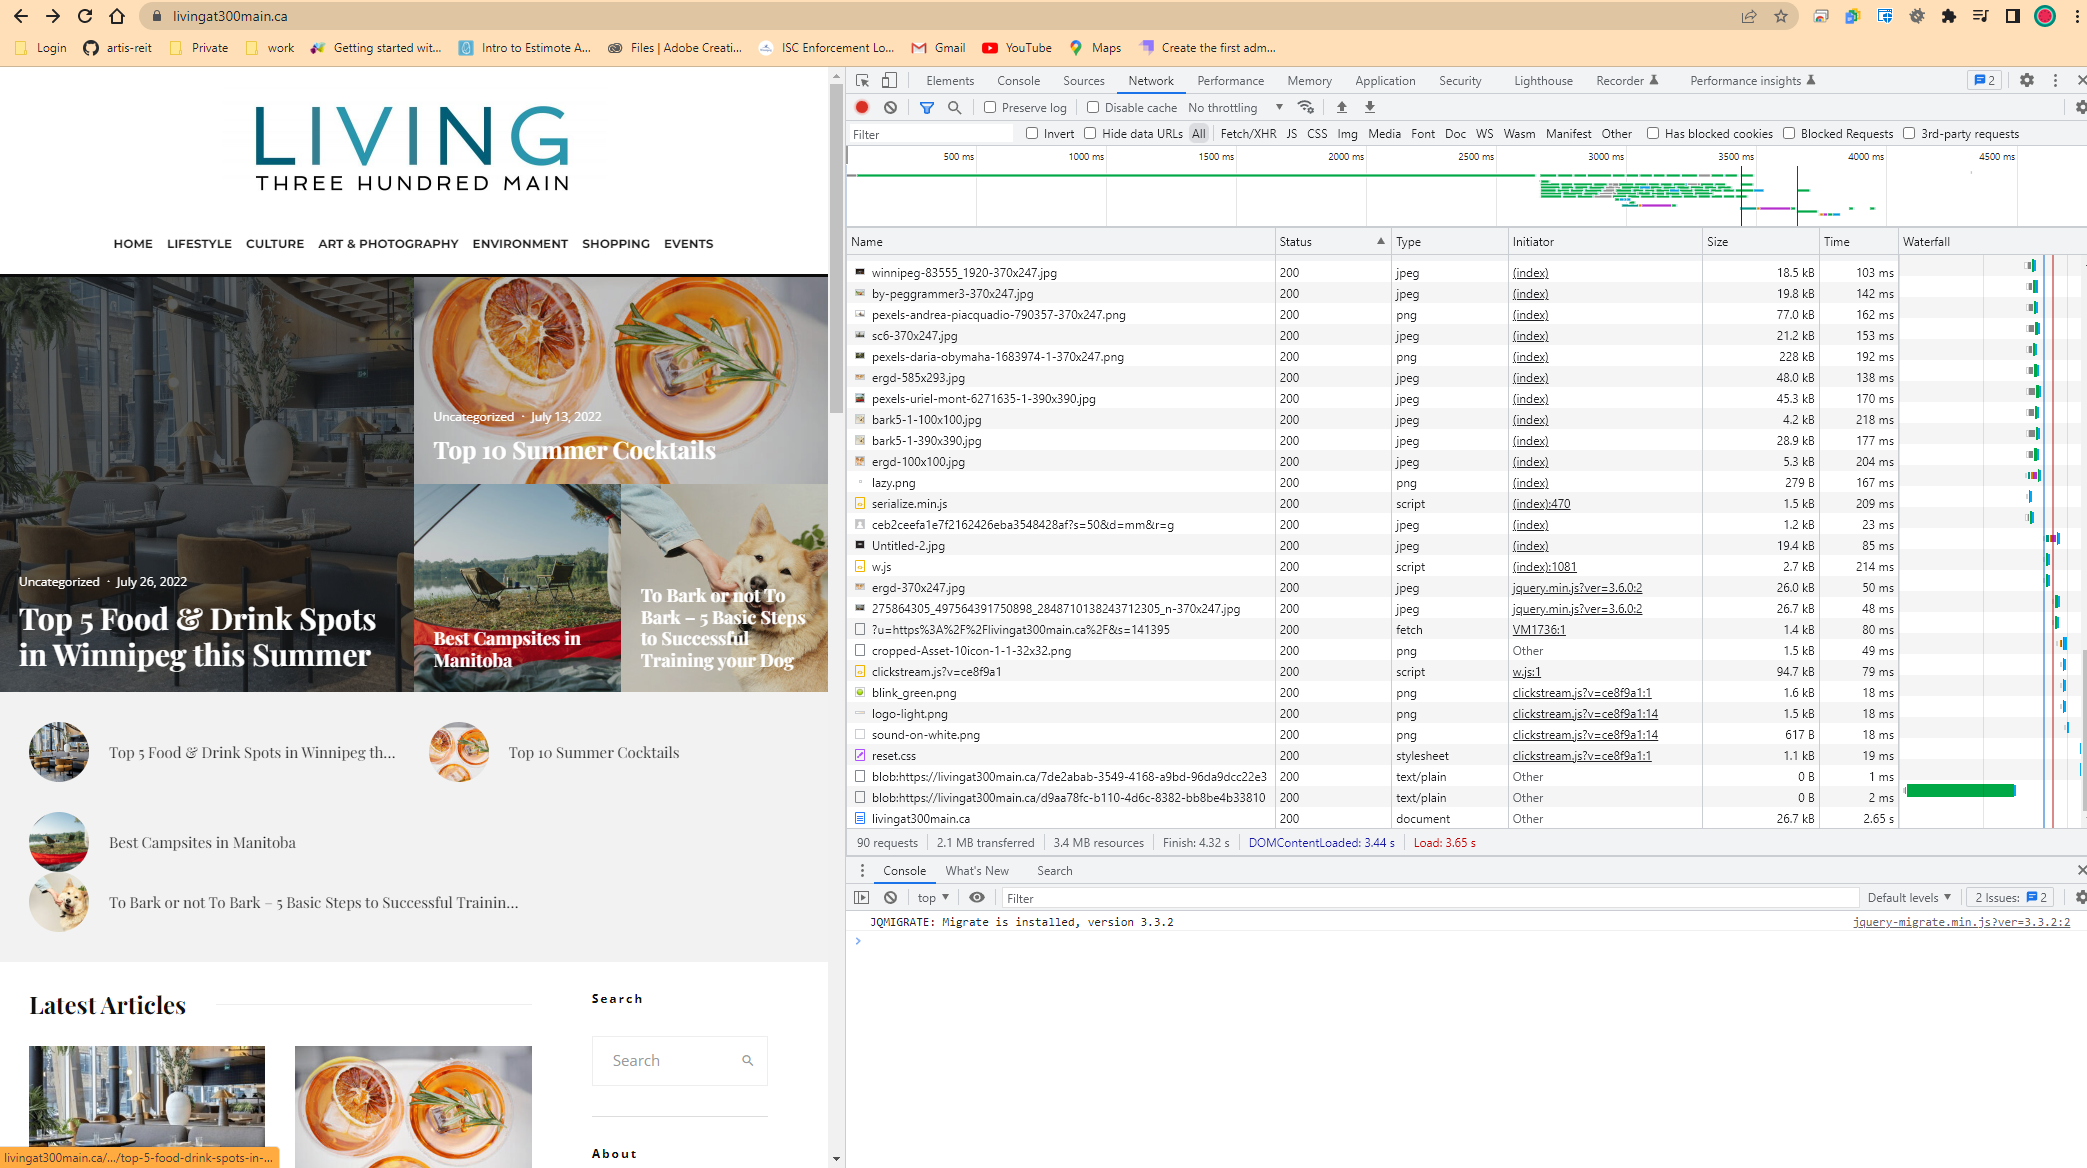 livingat300main.ca
Login artis-reit Private work Getting started wit... Intro to Estimote A... Files | Adobe Creati... ISC Enforcement Lo... Gmail YouTube Maps Create the first adm...
LIVING
THREE HUNDRED MAIN
HOME LIFESTYLE CULTURE ART & PHOTOGRAPHY ENVIRONMENT SHOPPING EVENTS
Uncategorized · July 26, 2022
Top 5 Food & Drink Spots
in Winnipeg this Summer
Uncategorized · July 13, 2022
Top 10 Summer Cocktails
Best Campsites in
Manitoba
To Bark or not To
Bark – 5 Basic Steps
to Successful
Training your Dog
Top 5 Food & Drink Spots in Winnipeg th...
Top 10 Summer Cocktails
Best Campsites in Manitoba
To Bark or not To Bark – 5 Basic Steps to Successful Trainin...
Latest Articles
Search
Search
About
livingat300main.ca/.../top-5-food-drink-spots-in-...
Elements Console Sources Network Performance Memory Application Security Lighthouse Recorder Performance insights 2
Preserve log Disable cache No throttling
Filter Invert Hide data URLs All Fetch/XHR JS CSS Img Media Font Doc WS Wasm Manifest Other Has blocked cookies Blocked Requests 3rd-party requests
500 ms 1000 ms 1500 ms 2000 ms 2500 ms 3000 ms 3500 ms 4000 ms 4500 ms
Name Status Type Initiator Size Time Waterfall
winnipeg-83555_1920-370x247.jpg 200 jpeg (index) 18.5 kB 103 ms
by-peggrammer3-370x247.jpg 200 jpeg (index) 19.8 kB 142 ms
pexels-andrea-piacquadio-790357-370x247.png 200 png (index) 77.0 kB 162 ms
sc6-370x247.jpg 200 jpeg (index) 21.2 kB 153 ms
pexels-daria-obymaha-1683974-1-370x247.png 200 png (index) 228 kB 192 ms
ergd-585x293.jpg 200 jpeg (index) 48.0 kB 138 ms
pexels-uriel-mont-6271635-1-390x390.jpg 200 jpeg (index) 45.3 kB 170 ms
bark5-1-100x100.jpg 200 jpeg (index) 4.2 kB 218 ms
bark5-1-390x390.jpg 200 jpeg (index) 28.9 kB 177 ms
ergd-100x100.jpg 200 jpeg (index) 5.3 kB 204 ms
lazy.png 200 png (index) 279 B 167 ms
serialize.min.js 200 script (index):470 1.5 kB 209 ms
ceb2ceefa1e7f2162426eba3548428af?s=50&d=mm&r=g 200 jpeg (index) 1.2 kB 23 ms
Untitled-2.jpg 200 jpeg (index) 19.4 kB 85 ms
w.js 200 script (index):1081 2.7 kB 214 ms
ergd-370x247.jpg 200 jpeg jquery.min.js?ver=3.6.0:2 26.0 kB 50 ms
275864305_497564391750898_2848710138243712305_n-370x247.jpg 200 jpeg jquery.min.js?ver=3.6.0:2 26.7 kB 48 ms
?u=https%3A%2F%2Flivingat300main.ca%2F&s=141395 200 fetch VM1736:1 1.4 kB 80 ms
cropped-Asset-10icon-1-1-32x32.png 200 png Other 1.5 kB 49 ms
clickstream.js?v=ce8f9a1 200 script w.js:1 94.7 kB 79 ms
blink_green.png 200 png clickstream.js?v=ce8f9a1:1 1.6 kB 18 ms
logo-light.png 200 png clickstream.js?v=ce8f9a1:14 1.5 kB 18 ms
sound-on-white.png 200 png clickstream.js?v=ce8f9a1:14 617 B 18 ms
reset.css 200 stylesheet clickstream.js?v=ce8f9a1:1 1.1 kB 19 ms
blob:https://livingat300main.ca/7de2abab-3549-4168-a9bd-96da9dcc22e3 200 text/plain Other 0 B 1 ms
blob:https://livingat300main.ca/d9aa78fc-b110-4d6c-8382-bb8be4b33810 200 text/plain Other 0 B 2 ms
livingat300main.ca 200 document Other 26.7 kB 2.65 s
90 requests 2.1 MB transferred 3.4 MB resources Finish: 4.32 s DOMContentLoaded: 3.44 s Load: 3.65 s
Console What's New Search
top Filter Default levels 2 Issues: 2
JQMIGRATE: Migrate is installed, version 3.3.2 jquery-migrate.min.js?ver=3.3.2:2